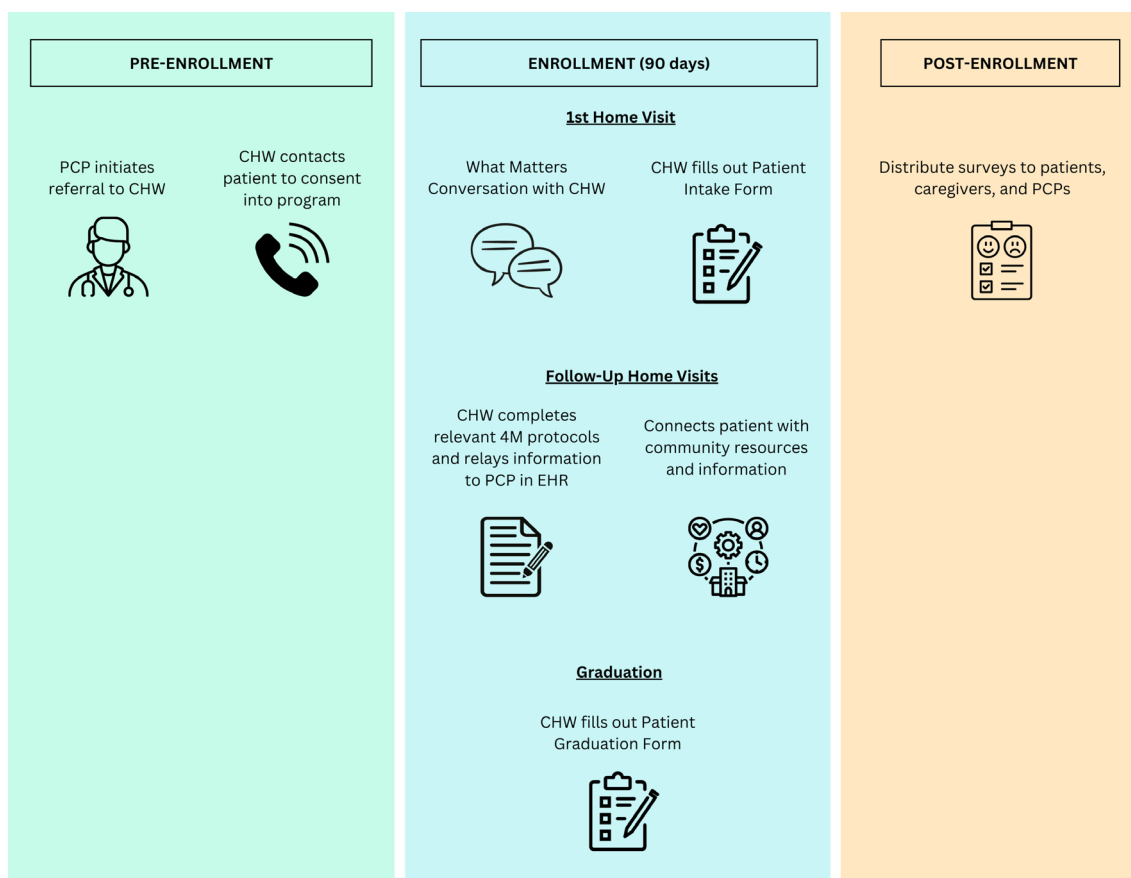 PRE-ENROLLMENT
PCP initiates
referral to CHW
CHW contacts
patient to consent
into program
ENROLLMENT (90 days)
1st Home Visit
What Matters
Conversation with CHW
CHW fills out Patient
Intake Form
Follow-Up Home Visits
CHW completes
relevant 4M protocols
and relays information
to PCP in EHR
Connects patient with
community resources
and information
$
Graduation
CHW fills out Patient
Graduation Form
POST-ENROLLMENT
Distribute surveys to patients,
caregivers, and PCPs